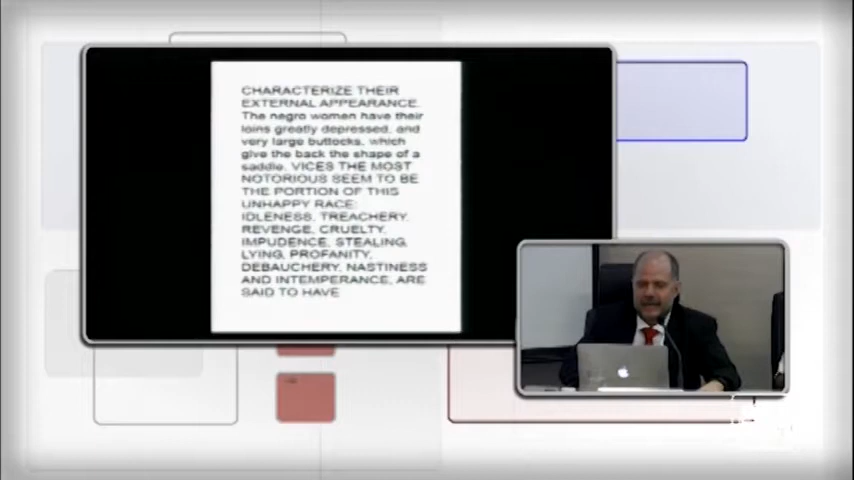 CHARACTERIZE THEIR
EXTERNAL APPEARANCE.
The negro women have their
loins greatly depressed, and
very large buttocks, which
give the back the shape of a
saddle. VICES THE MOST
NOTORIOUS SEEM TO BE
THE PORTION OF THIS
UNHAPPY RACE:
IDLENESS, TREACHERY,
REVENGE, CRUELTY,
IMPUDENCE, STEALING,
LYING, PROFANITY,
DEBAUCHERY, NASTINESS
AND INTEMPERANCE, ARE
SAID TO HAVE